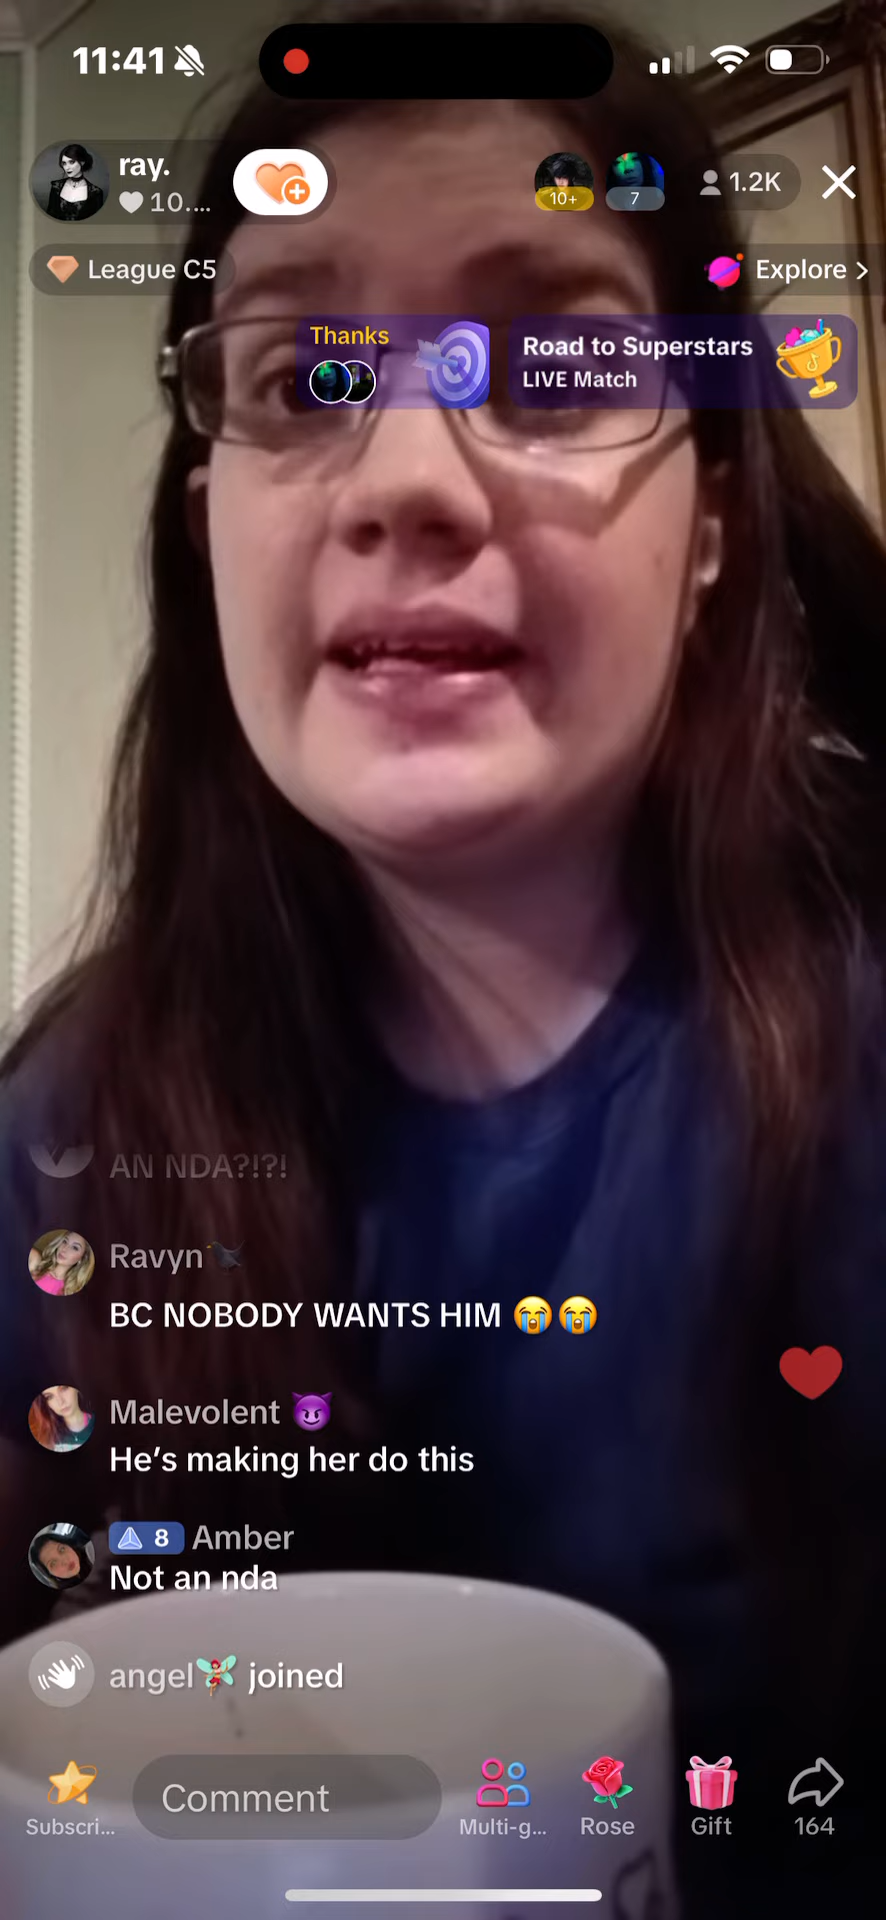 11:41
ray.
10....
10+
7
1.2K
League C5
Explore >
Thanks
Road to Superstars
LIVE Match
AN NDA?!?!
Ravyn🐦‍⬛
BC NOBODY WANTS HIM 😭😭
Malevolent 😈
He's making her do this
8 Amber
Not an nda
angel🧚 joined
Comment
Subscri...
Multi-g...
Rose
Gift
164